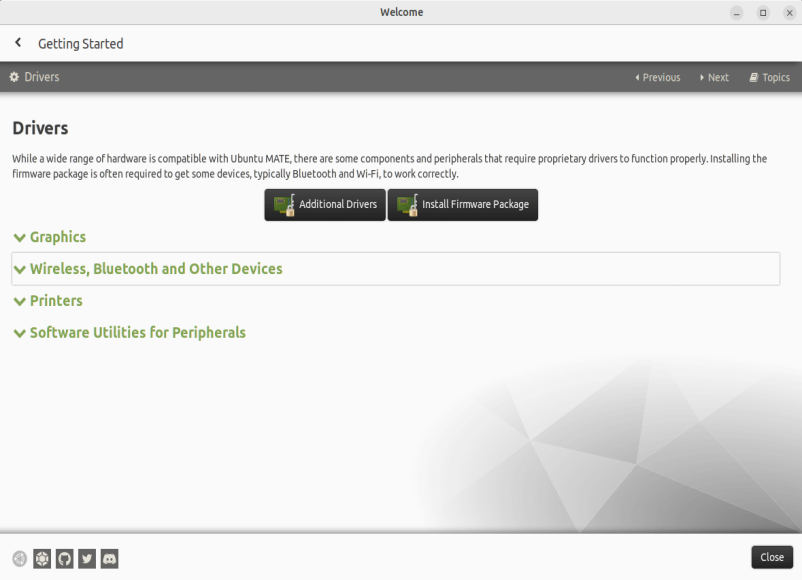 Welcome
Getting Started
Drivers
Previous
Next
Topics
Drivers
While a wide range of hardware is compatible with Ubuntu MATE, there are some components and peripherals that require proprietary drivers to function properly. Installing the
firmware package is often required to get some devices, typically Bluetooth and Wi-Fi, to work correctly.
Additional Drivers
Install Firmware Package
Graphics
Wireless, Bluetooth and Other Devices
Printers
Software Utilities for Peripherals
Close